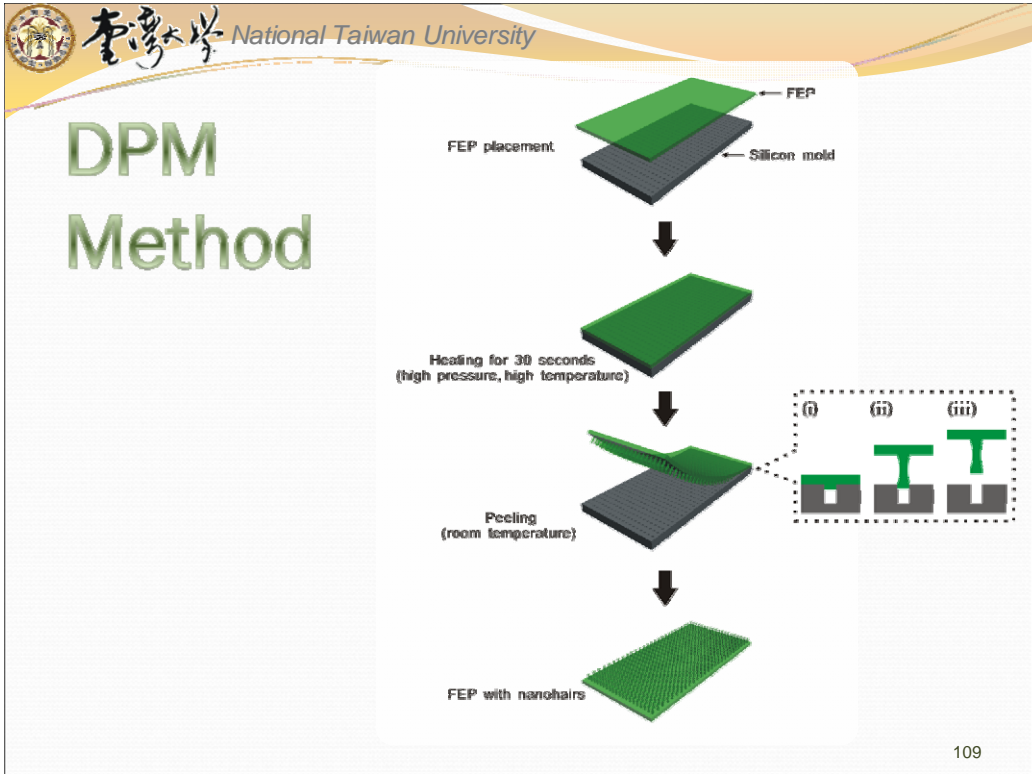 臺灣大學 National Taiwan University
DPM
Method
FEP
FEP placement
Silicon mold
Heating for 30 seconds
(high pressure, high temperature)
(i) (ii) (iii)
Peeling
(room temperature)
FEP with nanohairs
109